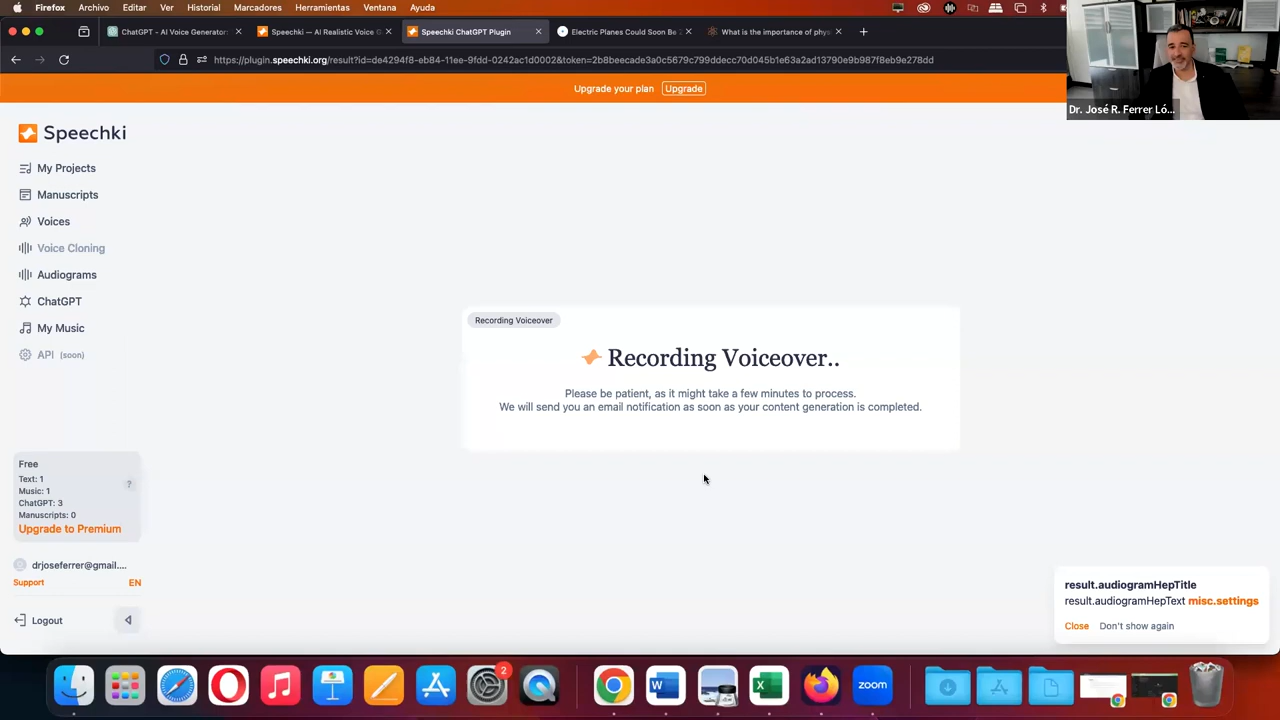 Firefox Archivo Editar Ver Historial Marcadores Herramientas Ventana Ayuda
ChatGPT - AI Voice Generator
Speechki — AI Realistic Voice G
Speechki ChatGPT Plugin
Electric Planes Could Soon Be
What is the importance of phys
https://plugin.speechki.org/result?id=de4294f8-eb84-11ee-9fdd-0242ac1d0002&token=2b8beecade3a0c5679c799ddecc70d045b1e63a2ad13790e9b987f8eb9e278dd
Upgrade your plan Upgrade
Dr. José R. Ferrer Ló...
Speechki
My Projects
Manuscripts
Voices
Voice Cloning
Audiograms
ChatGPT
My Music
API (soon)
Recording Voiceover
Recording Voiceover..
Please be patient, as it might take a few minutes to process.
We will send you an email notification as soon as your content generation is completed.
Free
Text: 1
?
Music: 1
ChatGPT: 3
Manuscripts: 0
Upgrade to Premium
drjoseferrer@gmail....
Support EN
Logout
result.audiogramHepTitle
result.audiogramHepText misc.settings
Close Don't show again
2
W
X
zoom